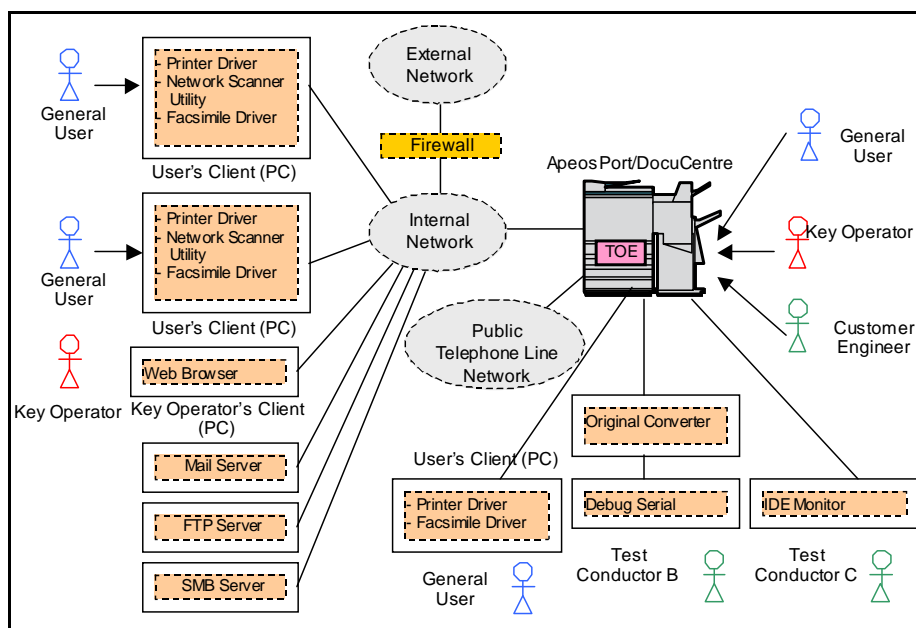 General
User
- Printer Driver
- Network Scanner
Utility
- Facsimile Driver
User's Client (PC)
General
User
- Printer Driver
- Network Scanner
Utility
- Facsimile Driver
User's Client (PC)
Key Operator
Web Browser
Key Operator's Client
(PC)
Mail Server
FTP Server
SMB Server
External
Network
Firewall
Internal
Network
Public
Telephone Line
Network
ApeosPort/DocuCentre
TOE
General
User
Key Operator
Customer
Engineer
User's Client (PC)
- Printer Driver
- Facsimile Driver
General
User
Original Converter
Debug Serial
Test
Conductor B
IDE Monitor
Test
Conductor C